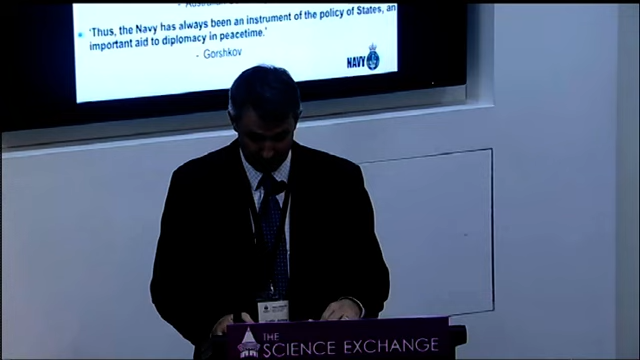 'Thus, the Navy has always been an instrument of the policy of States, an
important aid to diplomacy in peacetime.'
- Gorshkov
NAVY
THE
SCIENCE EXCHANGE